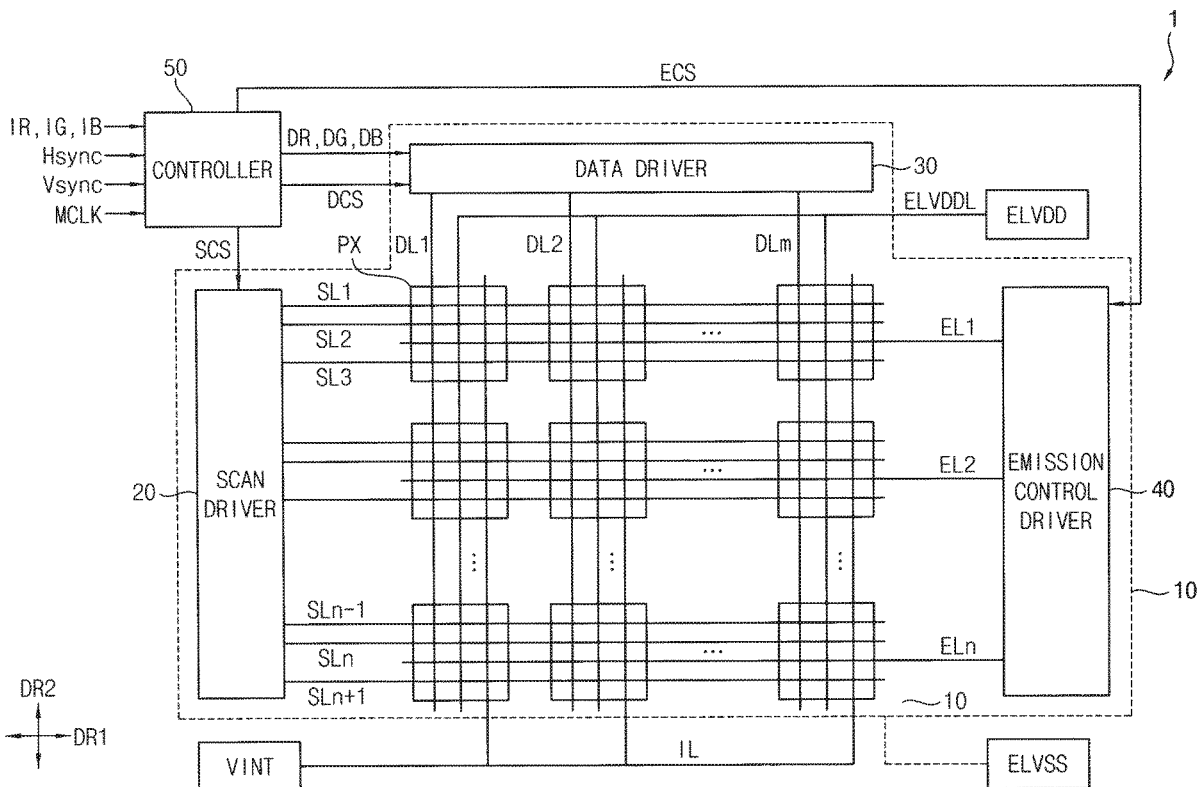 1
50
ECS
IR, IG, IB
Hsync
Vsync
MCLK
CONTROLLER
DR, DG, DB
DCS
DATA DRIVER
30
ELVDDL
ELVDD
SCS
PX
DL1
DL2
DLm
SL1
SL2
SL3
...
EL1
20
SCAN
DRIVER
...
EL2
EMISSION
CONTROL
DRIVER
40
...
...
...
10
SLn-1
SLn
SLn+1
...
ELn
10
DR2
DR1
VINT
IL
ELVSS